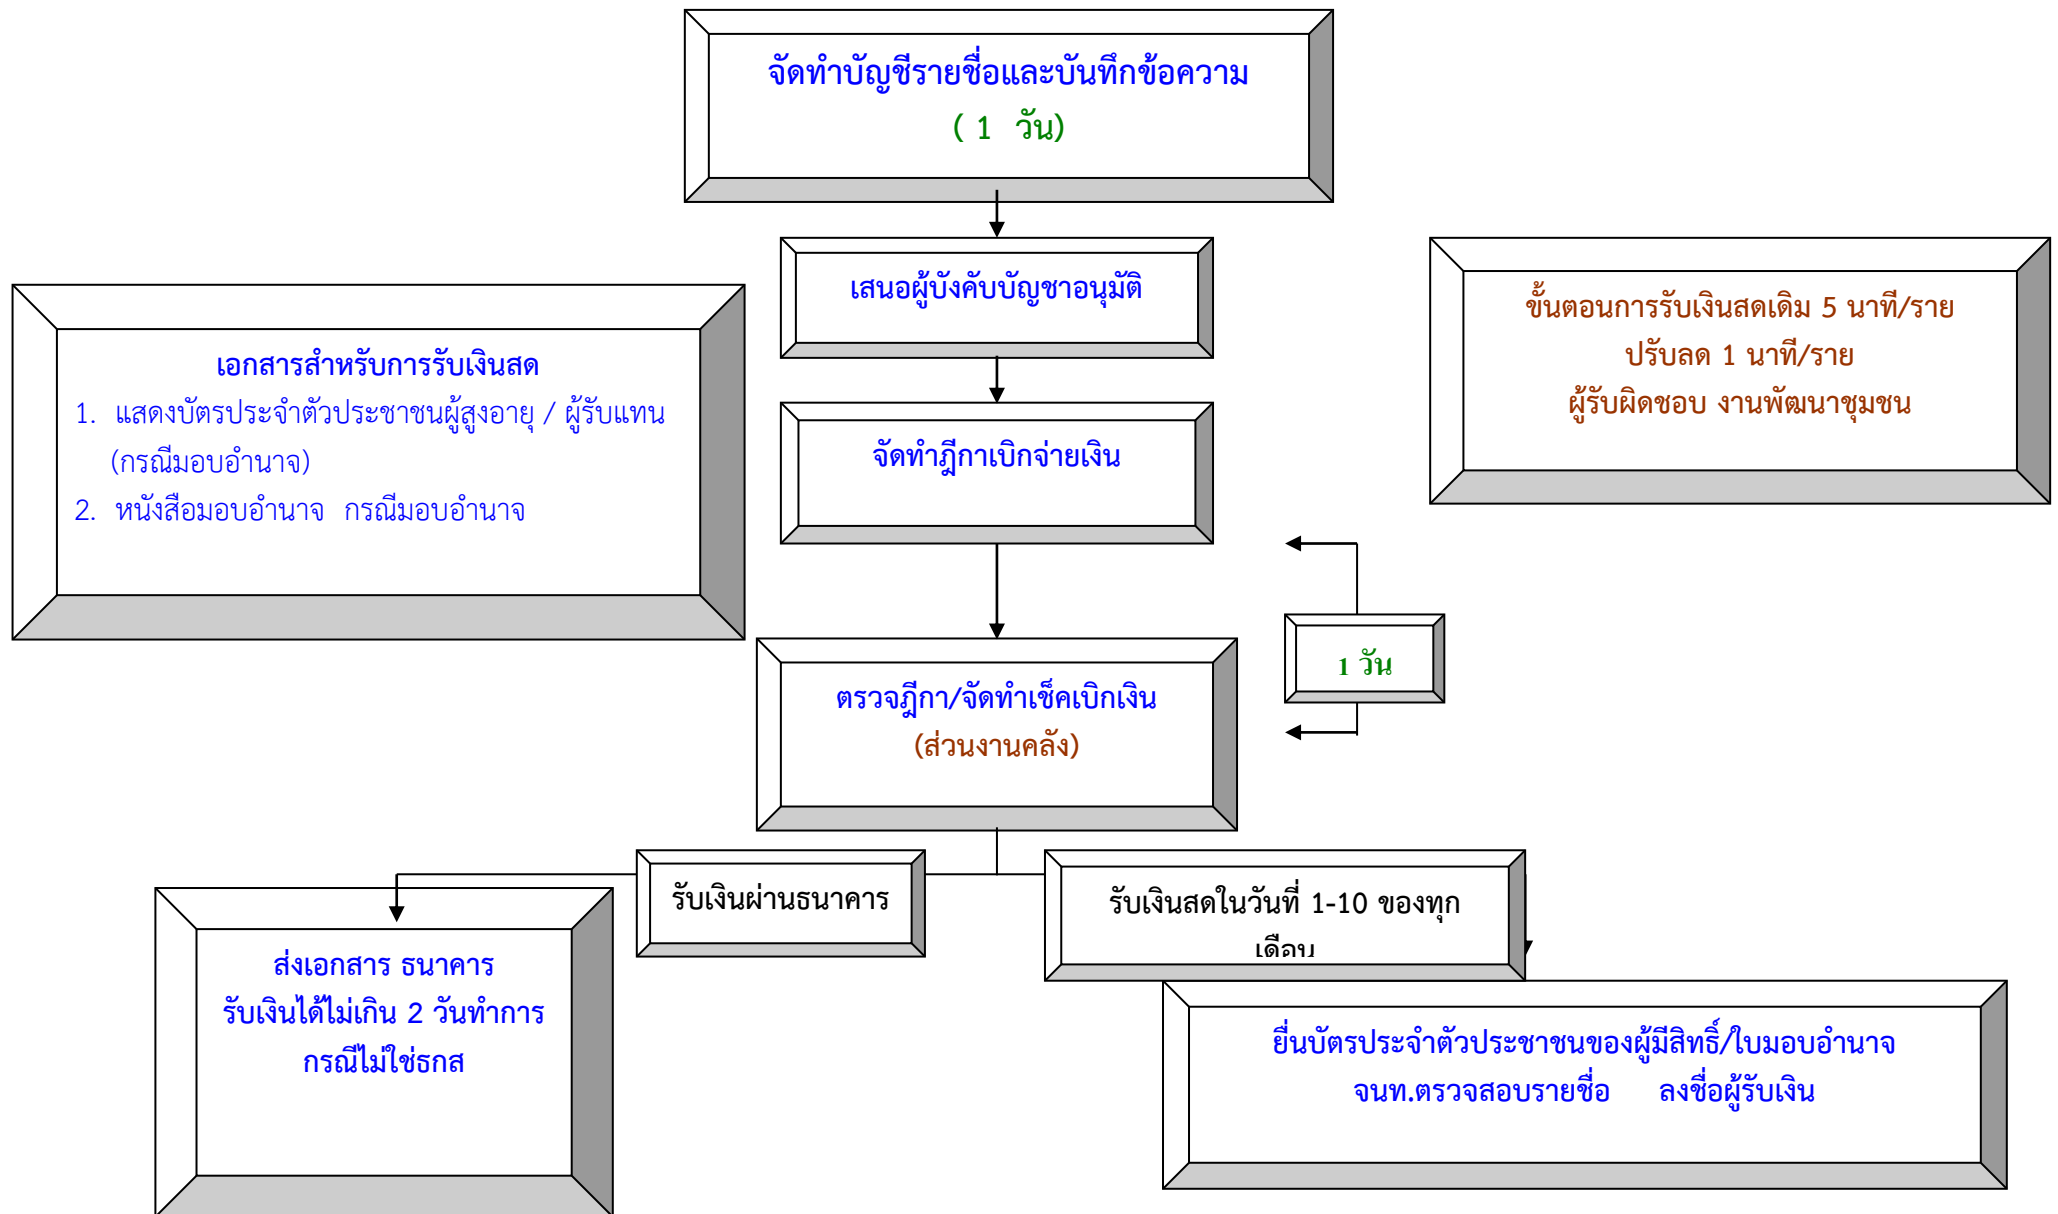 จัดทำบัญชีรายชื่อและบันทึกข้อความ
( 1 วัน)
เสนอผู้บังคับบัญชาอนุมัติ
ขั้นตอนการรับเงินสดเดิม 5 นาที/ราย
ปรับลด 1 นาที/ราย
ผู้รับผิดชอบ งานพัฒนาชุมชน
เอกสารสำหรับการรับเงินสด
1. แสดงบัตรประจำตัวประชาชนผู้สูงอายุ / ผู้รับแทน
(กรณีมอบอำนาจ)
2. หนังสือมอบอำนาจ กรณีมอบอำนาจ
จัดทำฎีกาเบิกจ่ายเงิน
1 วัน
ตรวจฎีกา/จัดทำเช็คเบิกเงิน
(ส่วนงานคลัง)
รับเงินผ่านธนาคาร
รับเงินสดในวันที่ 1-10 ของทุก
เดือน
ส่งเอกสาร ธนาคาร
รับเงินได้ไม่เกิน 2 วันทำการ
กรณีไม่ใช่ธกส
ยื่นบัตรประจำตัวประชาชนของผู้มีสิทธิ์/ใบมอบอำนาจ
จนท.ตรวจสอบรายชื่อ ลงชื่อผู้รับเงิน